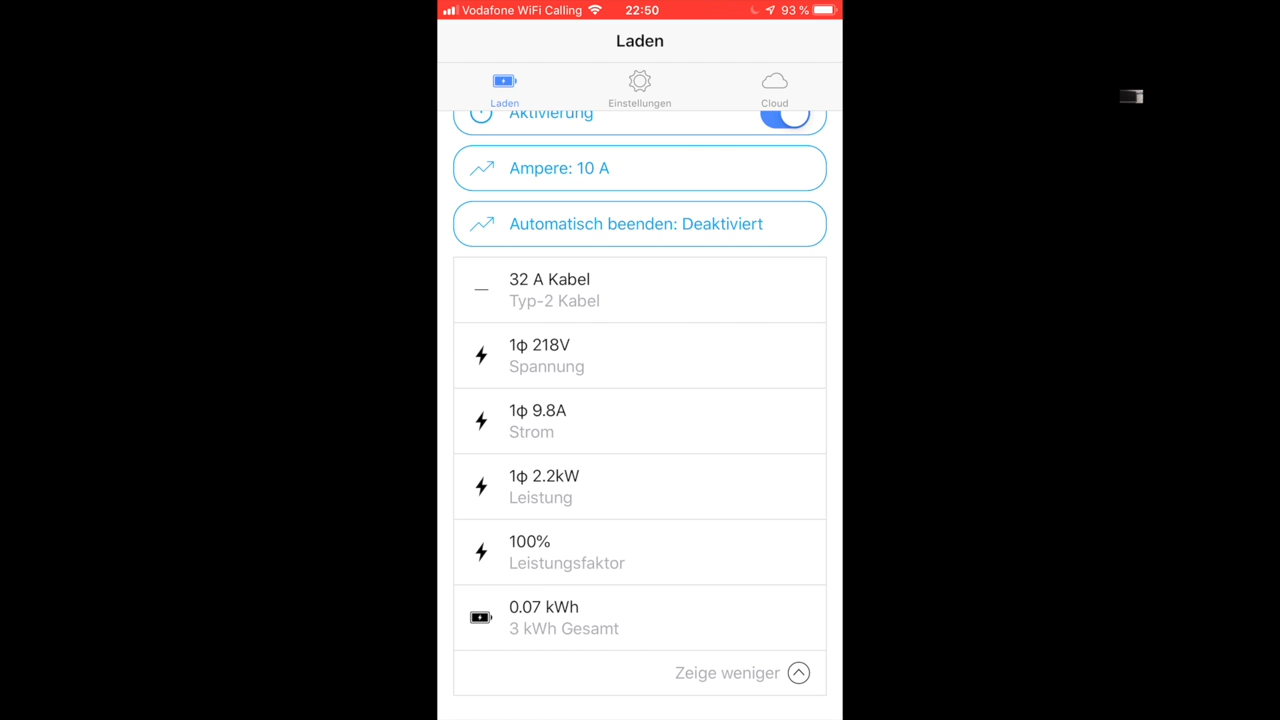 Vodafone WiFi Calling 22:50 93 %
Laden
Laden Einstellungen Cloud
Aktivierung
Ampere: 10 A
Automatisch beenden: Deaktiviert
32 A Kabel
Typ-2 Kabel
1ϕ 218V
Spannung
1ϕ 9.8A
Strom
1ϕ 2.2kW
Leistung
100%
Leistungsfaktor
0.07 kWh
3 kWh Gesamt
Zeige weniger